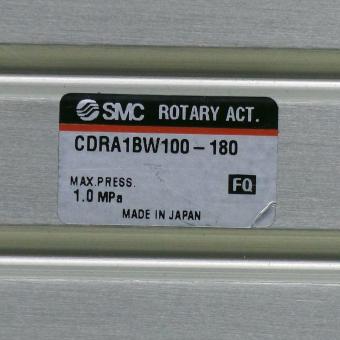 SMC ROTARY ACT.
CDRA1BW100-180
MAX.PRESS.
1.0 MPa
FQ
MADE IN JAPAN